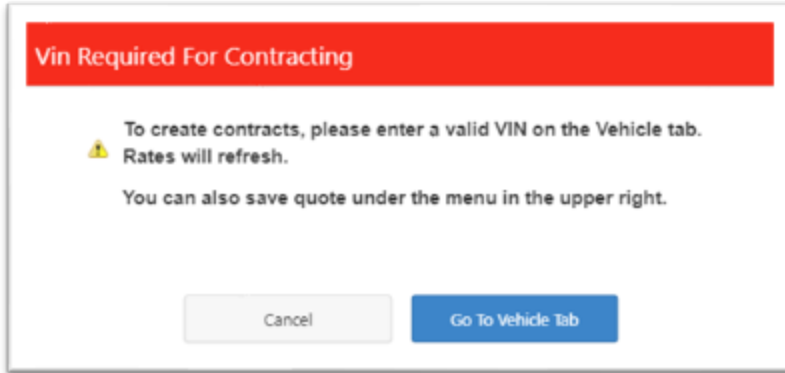 Vin Required For Contracting
To create contracts, please enter a valid VIN on the Vehicle tab.
Rates will refresh.
You can also save quote under the menu in the upper right.
Cancel
Go To Vehicle Tab